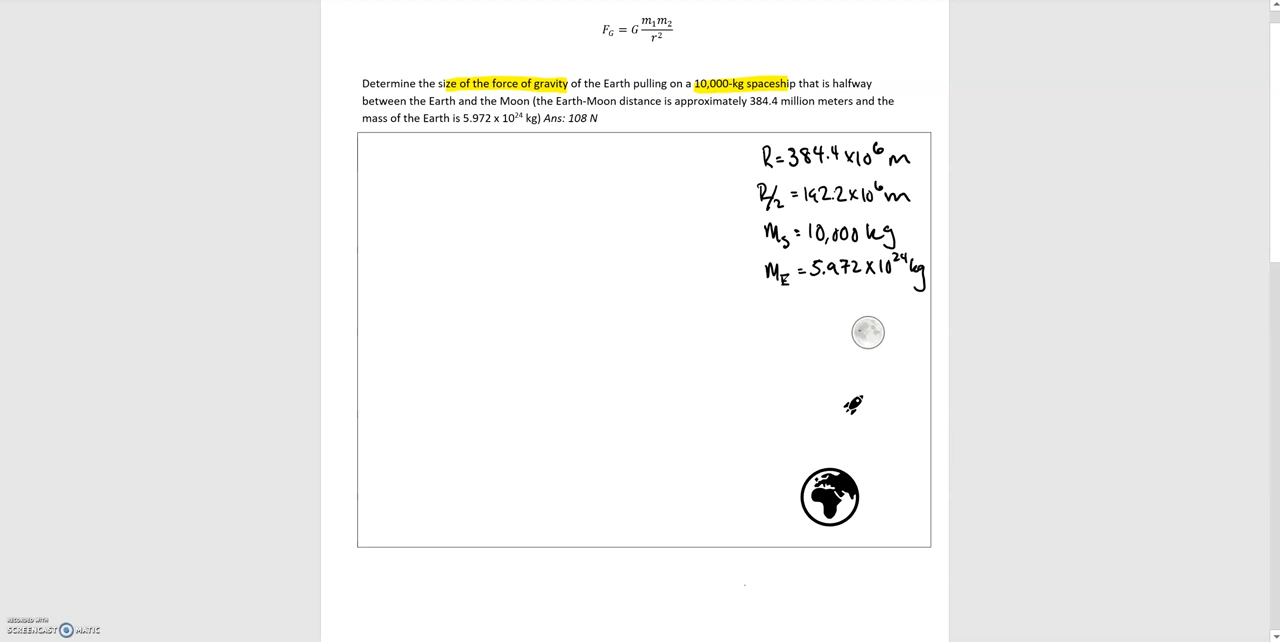 F_G = G m₁m₂ / r²
Determine the size of the force of gravity of the Earth pulling on a 10,000-kg spaceship that is halfway
between the Earth and the Moon (the Earth-Moon distance is approximately 384.4 million meters and the
mass of the Earth is 5.972 x 10²⁴ kg) Ans: 108 N
R = 384.4 x 10⁶ m
R/2 = 192.2 x 10⁶ m
m_s = 10,000 kg
m_E = 5.972 x 10²⁴ kg
RECORDED WITH
SCREENCAST MATIC